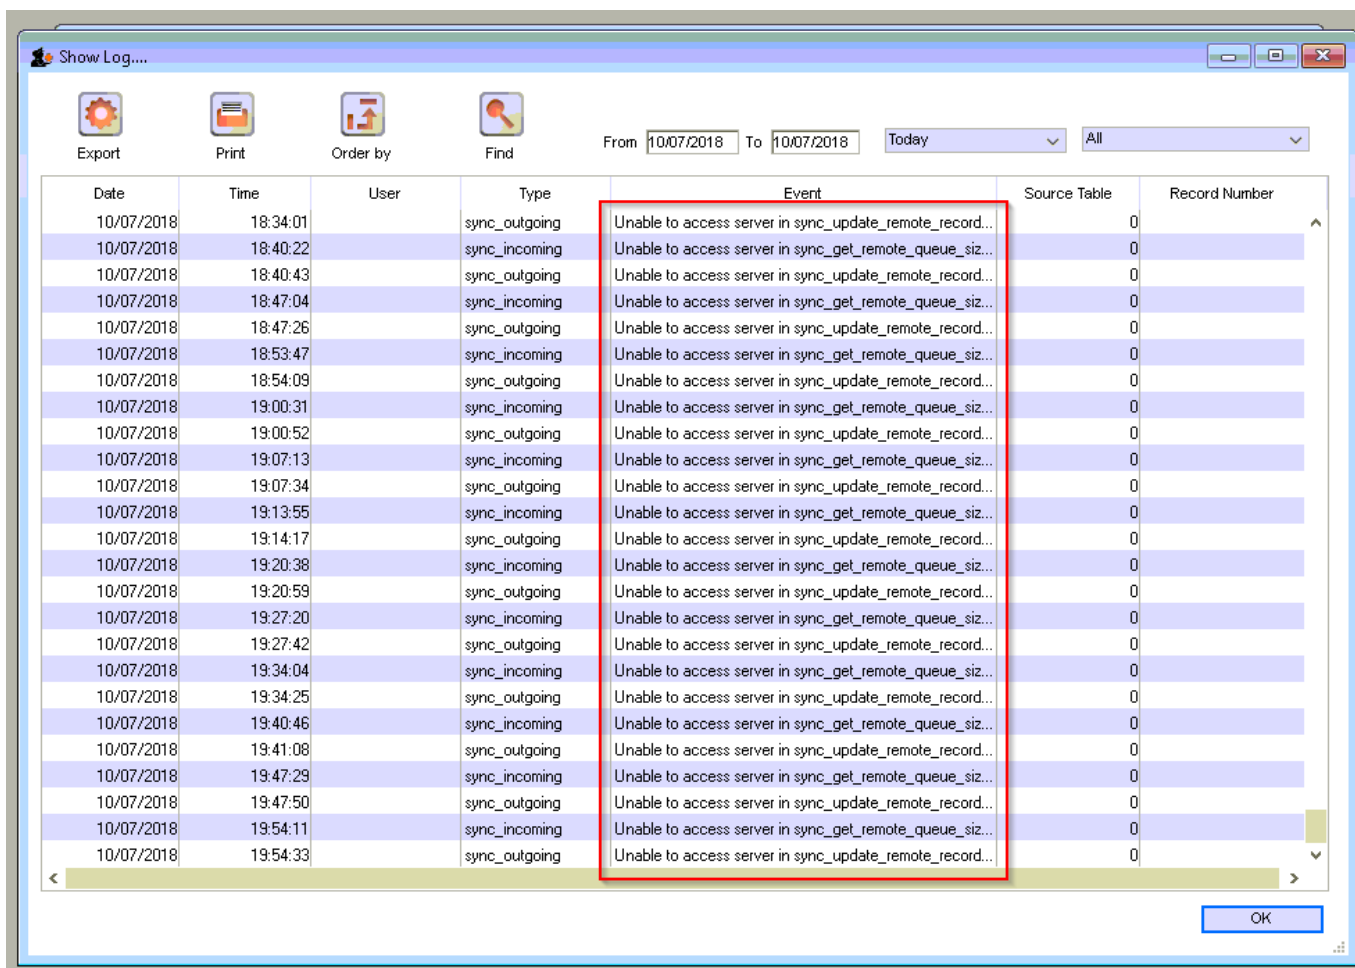 Show Log....
Export Print Order by Find From 10/07/2018 To 10/07/2018 Today All
Date Time User Type Event Source Table Record Number
10/07/2018 18:34:01 sync_outgoing Unable to access server in sync_update_remote_record... 0
10/07/2018 18:40:22 sync_incoming Unable to access server in sync_get_remote_queue_siz... 0
10/07/2018 18:40:43 sync_outgoing Unable to access server in sync_update_remote_record... 0
10/07/2018 18:47:04 sync_incoming Unable to access server in sync_get_remote_queue_siz... 0
10/07/2018 18:47:26 sync_outgoing Unable to access server in sync_update_remote_record... 0
10/07/2018 18:53:47 sync_incoming Unable to access server in sync_get_remote_queue_siz... 0
10/07/2018 18:54:09 sync_outgoing Unable to access server in sync_update_remote_record... 0
10/07/2018 19:00:31 sync_incoming Unable to access server in sync_get_remote_queue_siz... 0
10/07/2018 19:00:52 sync_outgoing Unable to access server in sync_update_remote_record... 0
10/07/2018 19:07:13 sync_incoming Unable to access server in sync_get_remote_queue_siz... 0
10/07/2018 19:07:34 sync_outgoing Unable to access server in sync_update_remote_record... 0
10/07/2018 19:13:55 sync_incoming Unable to access server in sync_get_remote_queue_siz... 0
10/07/2018 19:14:17 sync_outgoing Unable to access server in sync_update_remote_record... 0
10/07/2018 19:20:38 sync_incoming Unable to access server in sync_get_remote_queue_siz... 0
10/07/2018 19:20:59 sync_outgoing Unable to access server in sync_update_remote_record... 0
10/07/2018 19:27:20 sync_incoming Unable to access server in sync_get_remote_queue_siz... 0
10/07/2018 19:27:42 sync_outgoing Unable to access server in sync_update_remote_record... 0
10/07/2018 19:34:04 sync_incoming Unable to access server in sync_get_remote_queue_siz... 0
10/07/2018 19:34:25 sync_outgoing Unable to access server in sync_update_remote_record... 0
10/07/2018 19:40:46 sync_incoming Unable to access server in sync_get_remote_queue_siz... 0
10/07/2018 19:41:08 sync_outgoing Unable to access server in sync_update_remote_record... 0
10/07/2018 19:47:29 sync_incoming Unable to access server in sync_get_remote_queue_siz... 0
10/07/2018 19:47:50 sync_outgoing Unable to access server in sync_update_remote_record... 0
10/07/2018 19:54:11 sync_incoming Unable to access server in sync_get_remote_queue_siz... 0
10/07/2018 19:54:33 sync_outgoing Unable to access server in sync_update_remote_record... 0
OK